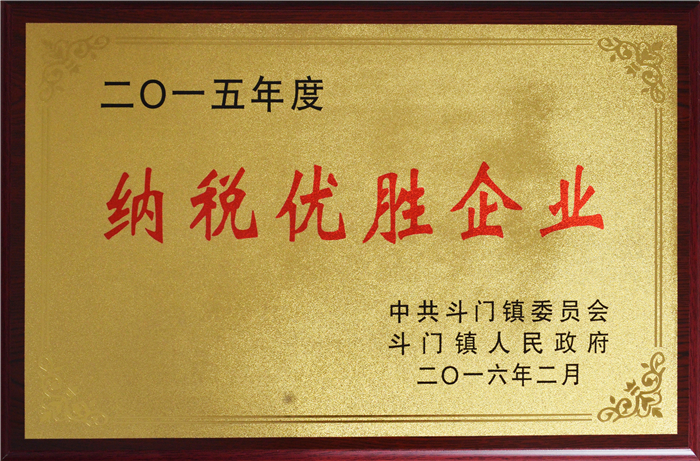 二〇一五年度
纳税优胜企业
中共斗门镇委员会
斗门镇人民政府
二〇一六年二月